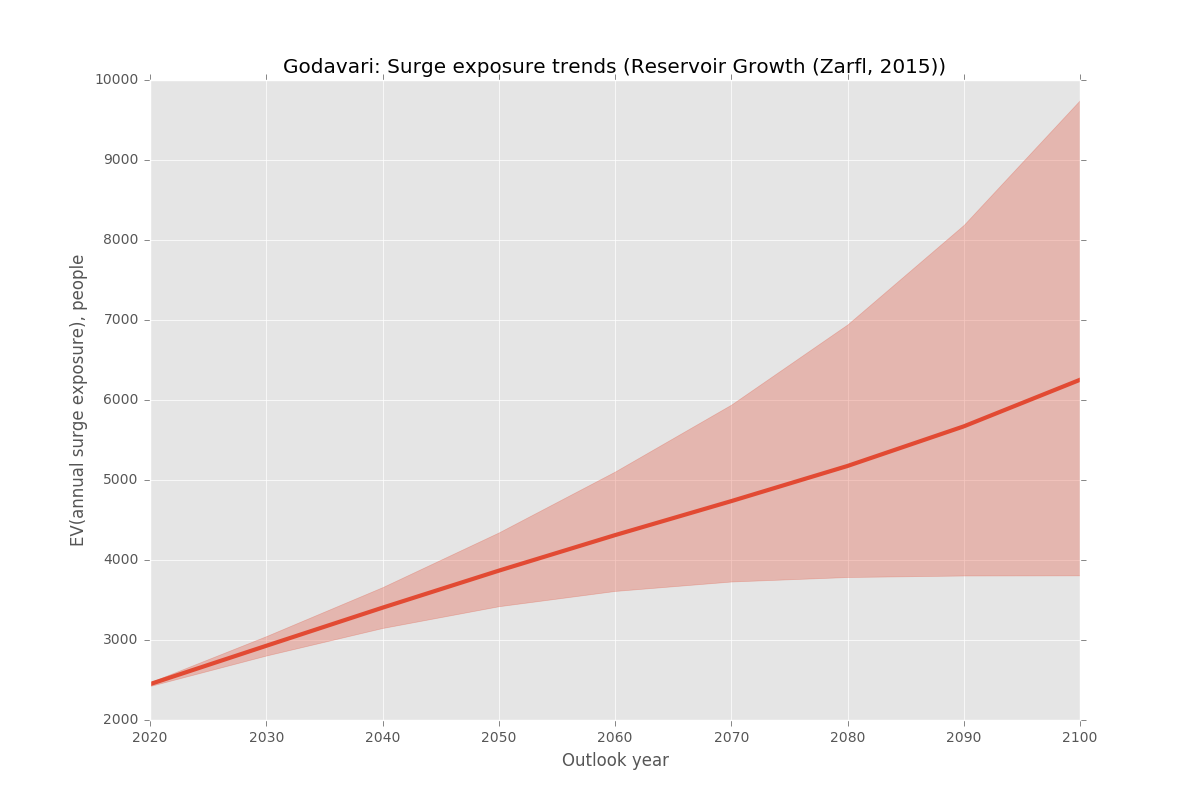 Godavari: Surge exposure trends (Reservoir Growth (Zarfl, 2015))
10000
9000
8000
7000
6000
5000
4000
3000
2000
EV(annual surge exposure), people
2020 2030 2040 2050 2060 2070 2080 2090 2100
Outlook year